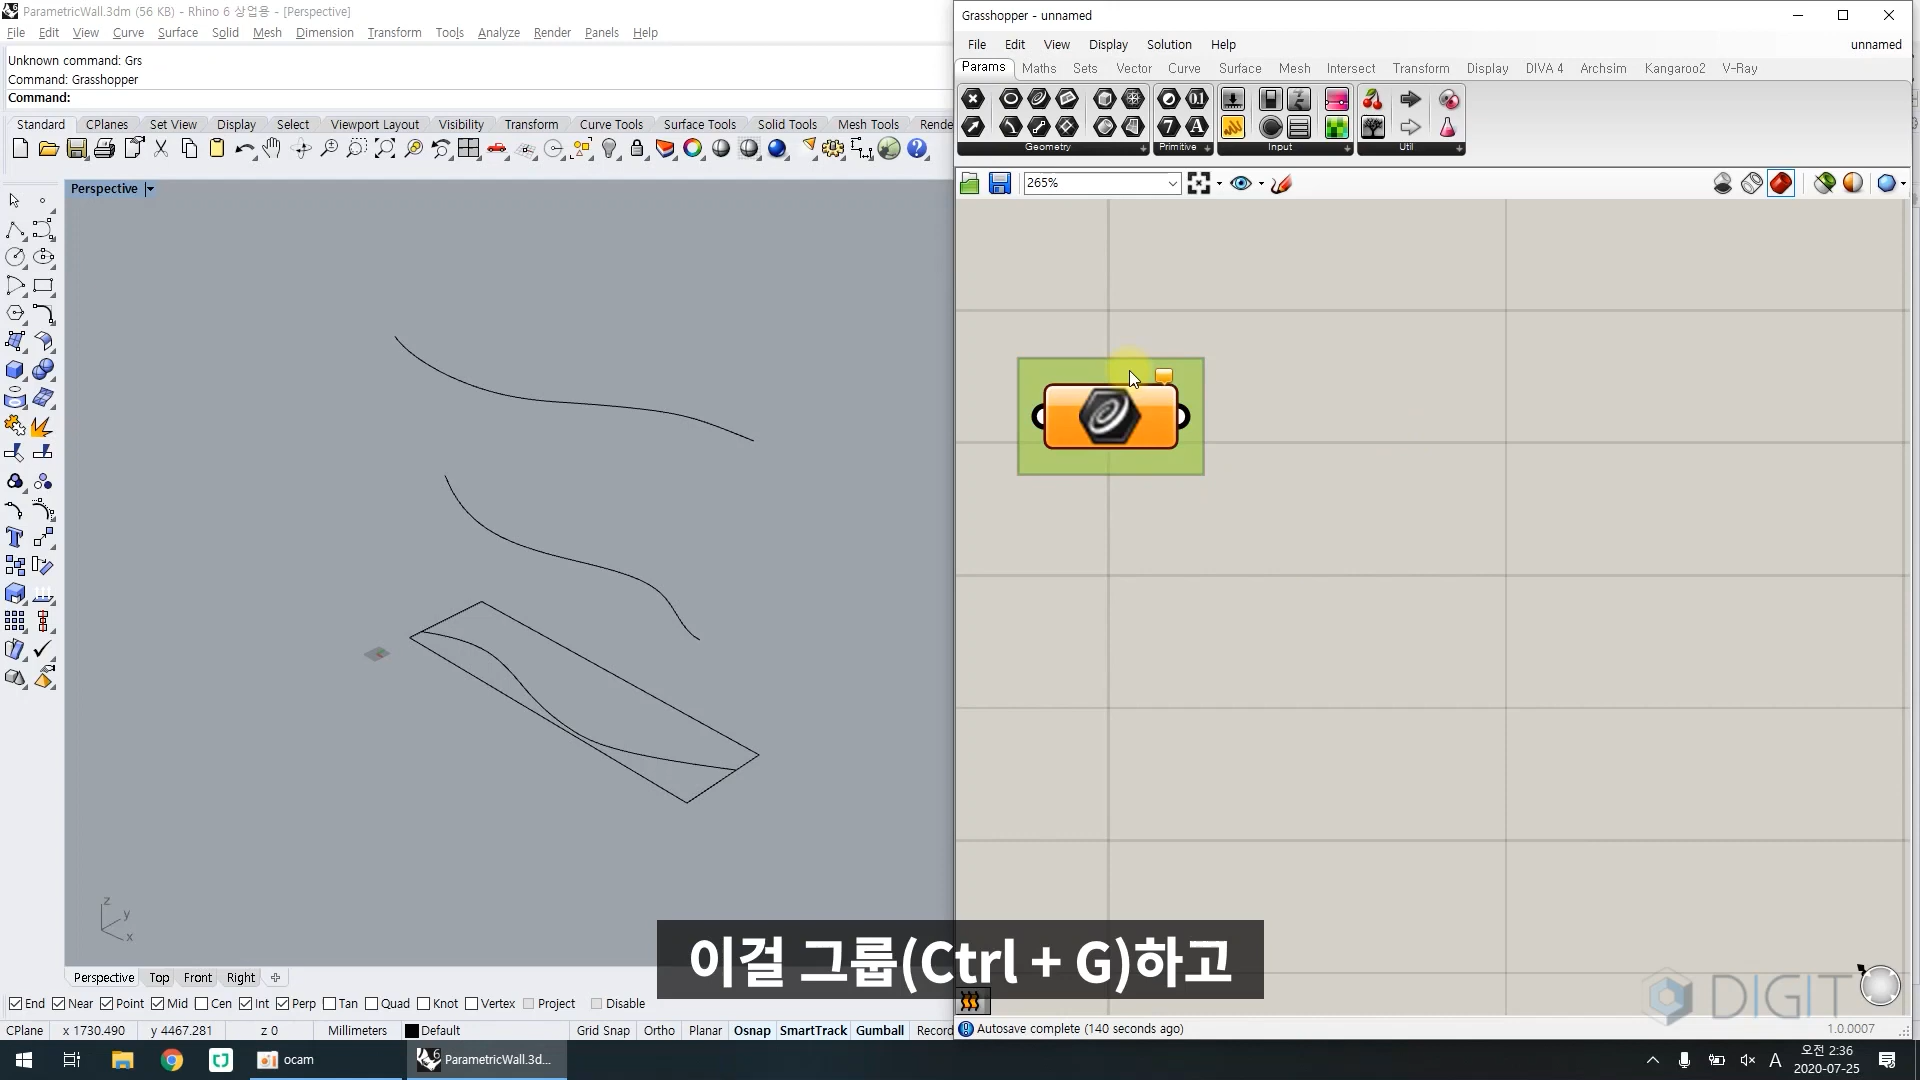 ParametricWall.3dm (56 KB) - Rhino 6 상업용 - [Perspective]
File Edit View Curve Surface Solid Mesh Dimension Transform Tools Analyze Render Panels Help
Unknown command: Grs
Command: Grasshopper
Command:
Standard CPlanes Set View Display Select Viewport Layout Visibility Transform Curve Tools Surface Tools Solid Tools Mesh Tools Rende
Perspective
z
y
x
Perspective Top Front Right
End Near Point Mid Cen Int Perp Tan Quad Knot Vertex Project Disable
CPlane x 1730.490 y 4467.281 z 0 Millimeters Default Grid Snap Ortho Planar Osnap SmartTrack Gumball Record
Grasshopper - unnamed
File Edit View Display Solution Help unnamed
Params Maths Sets Vector Curve Surface Mesh Intersect Transform Display DIVA 4 Archsim Kangaroo2 V-Ray
Geometry Primitive Input Util
265%
이걸 그룹(Ctrl + G)하고
DIGIT
Autosave complete (140 seconds ago) 1.0.0007
ocam ParametricWall.3d... A 오전 2:36
2020-07-25